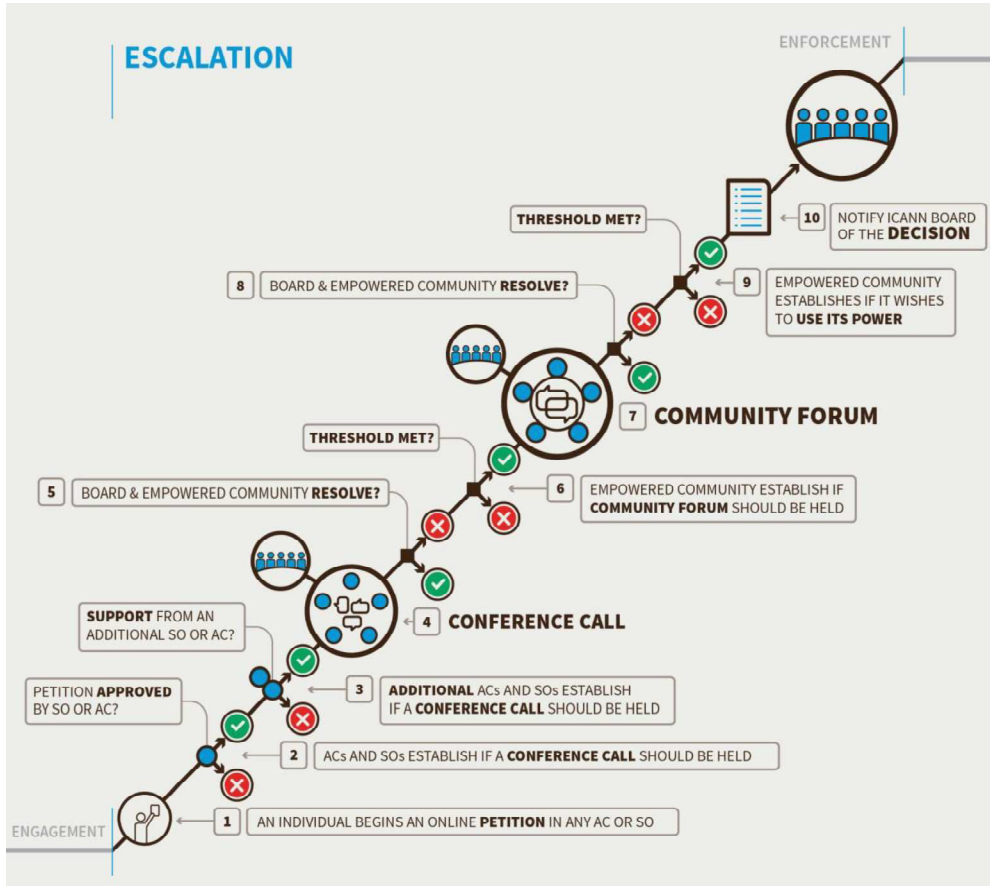 ESCALATION
ENFORCEMENT
10
NOTIFY ICANN BOARD
OF THE DECISION
THRESHOLD MET?
8
BOARD & EMPOWERED COMMUNITY RESOLVE?
9
EMPOWERED COMMUNITY
ESTABLISHES IF IT WISHES
TO USE ITS POWER
7
COMMUNITY FORUM
THRESHOLD MET?
5
BOARD & EMPOWERED COMMUNITY RESOLVE?
6
EMPOWERED COMMUNITY ESTABLISH IF
COMMUNITY FORUM SHOULD BE HELD
SUPPORT FROM AN
ADDITIONAL SO OR AC?
4
CONFERENCE CALL
PETITION APPROVED
BY SO OR AC?
3
ADDITIONAL ACs AND SOs ESTABLISH
IF A CONFERENCE CALL SHOULD BE HELD
2
ACs AND SOs ESTABLISH IF A CONFERENCE CALL SHOULD BE HELD
ENGAGEMENT
1
AN INDIVIDUAL BEGINS AN ONLINE PETITION IN ANY AC OR SO